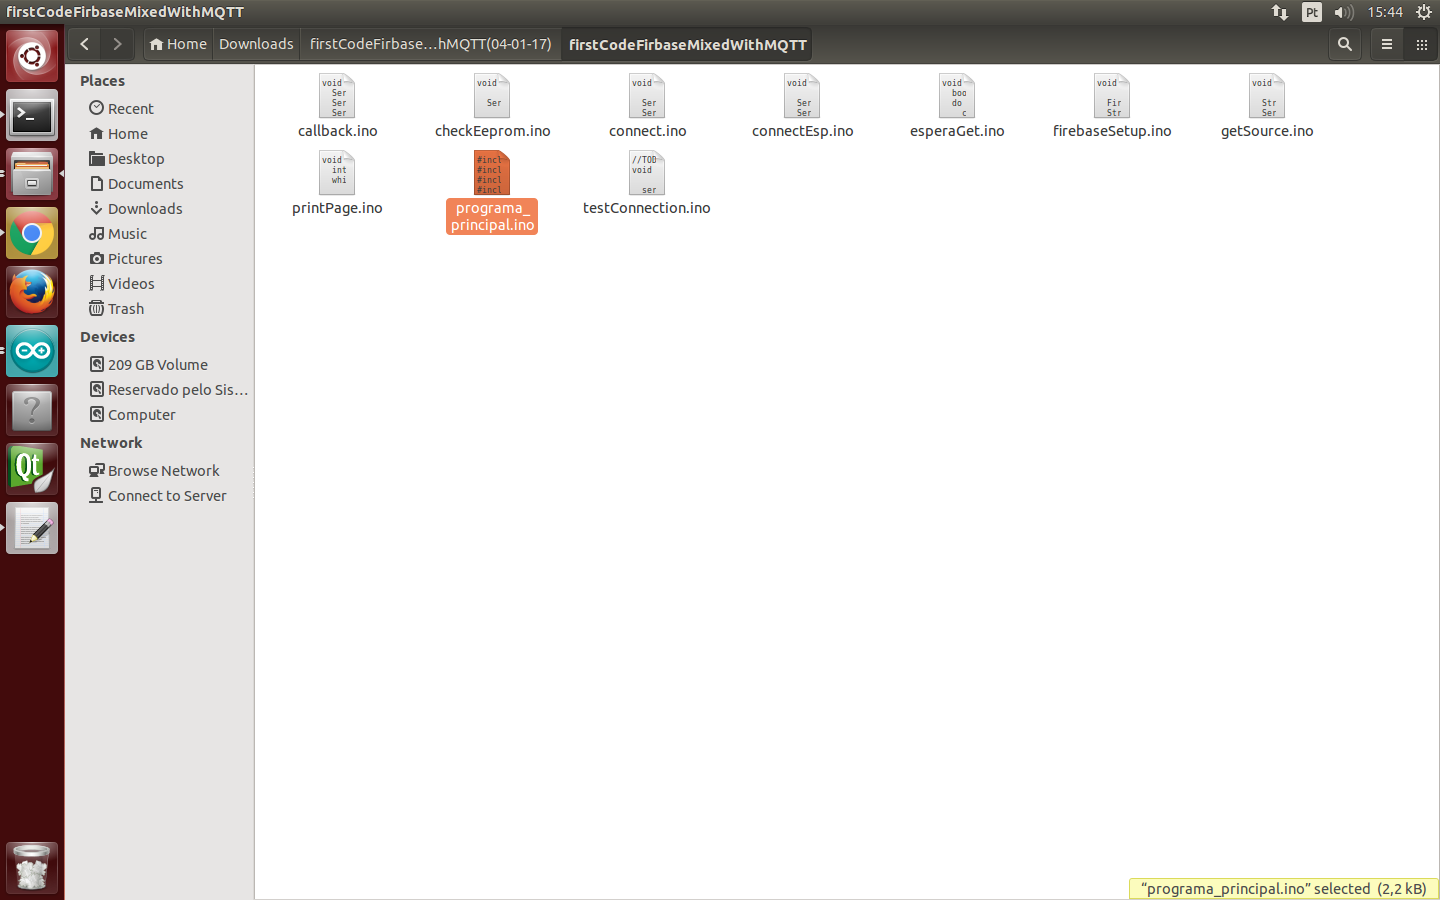 firstCodeFirbaseMixedWithMQTT
Pt
15:44
Home
Downloads
firstCodeFirbase...hMQTT(04-01-17)
firstCodeFirbaseMixedWithMQTT
Places
Recent
Home
Desktop
Documents
Downloads
Music
Pictures
Videos
Trash
Devices
209 GB Volume
Reservado pelo Sis...
Computer
Network
Browse Network
Connect to Server
void
Ser
Ser
Ser
callback.ino
void
Ser
checkEeprom.ino
void
Ser
Ser
connect.ino
void
Ser
Ser
connectEsp.ino
void
boo
do
c
esperaGet.ino
void
Fir
Str
firebaseSetup.ino
void
Str
Ser
getSource.ino
void
int
whi
printPage.ino
#incl
#incl
#incl
#incl
programa_
principal.ino
//TOD
void
ser
testConnection.ino
Qt
"programa_principal.ino" selected (2,2 kB)